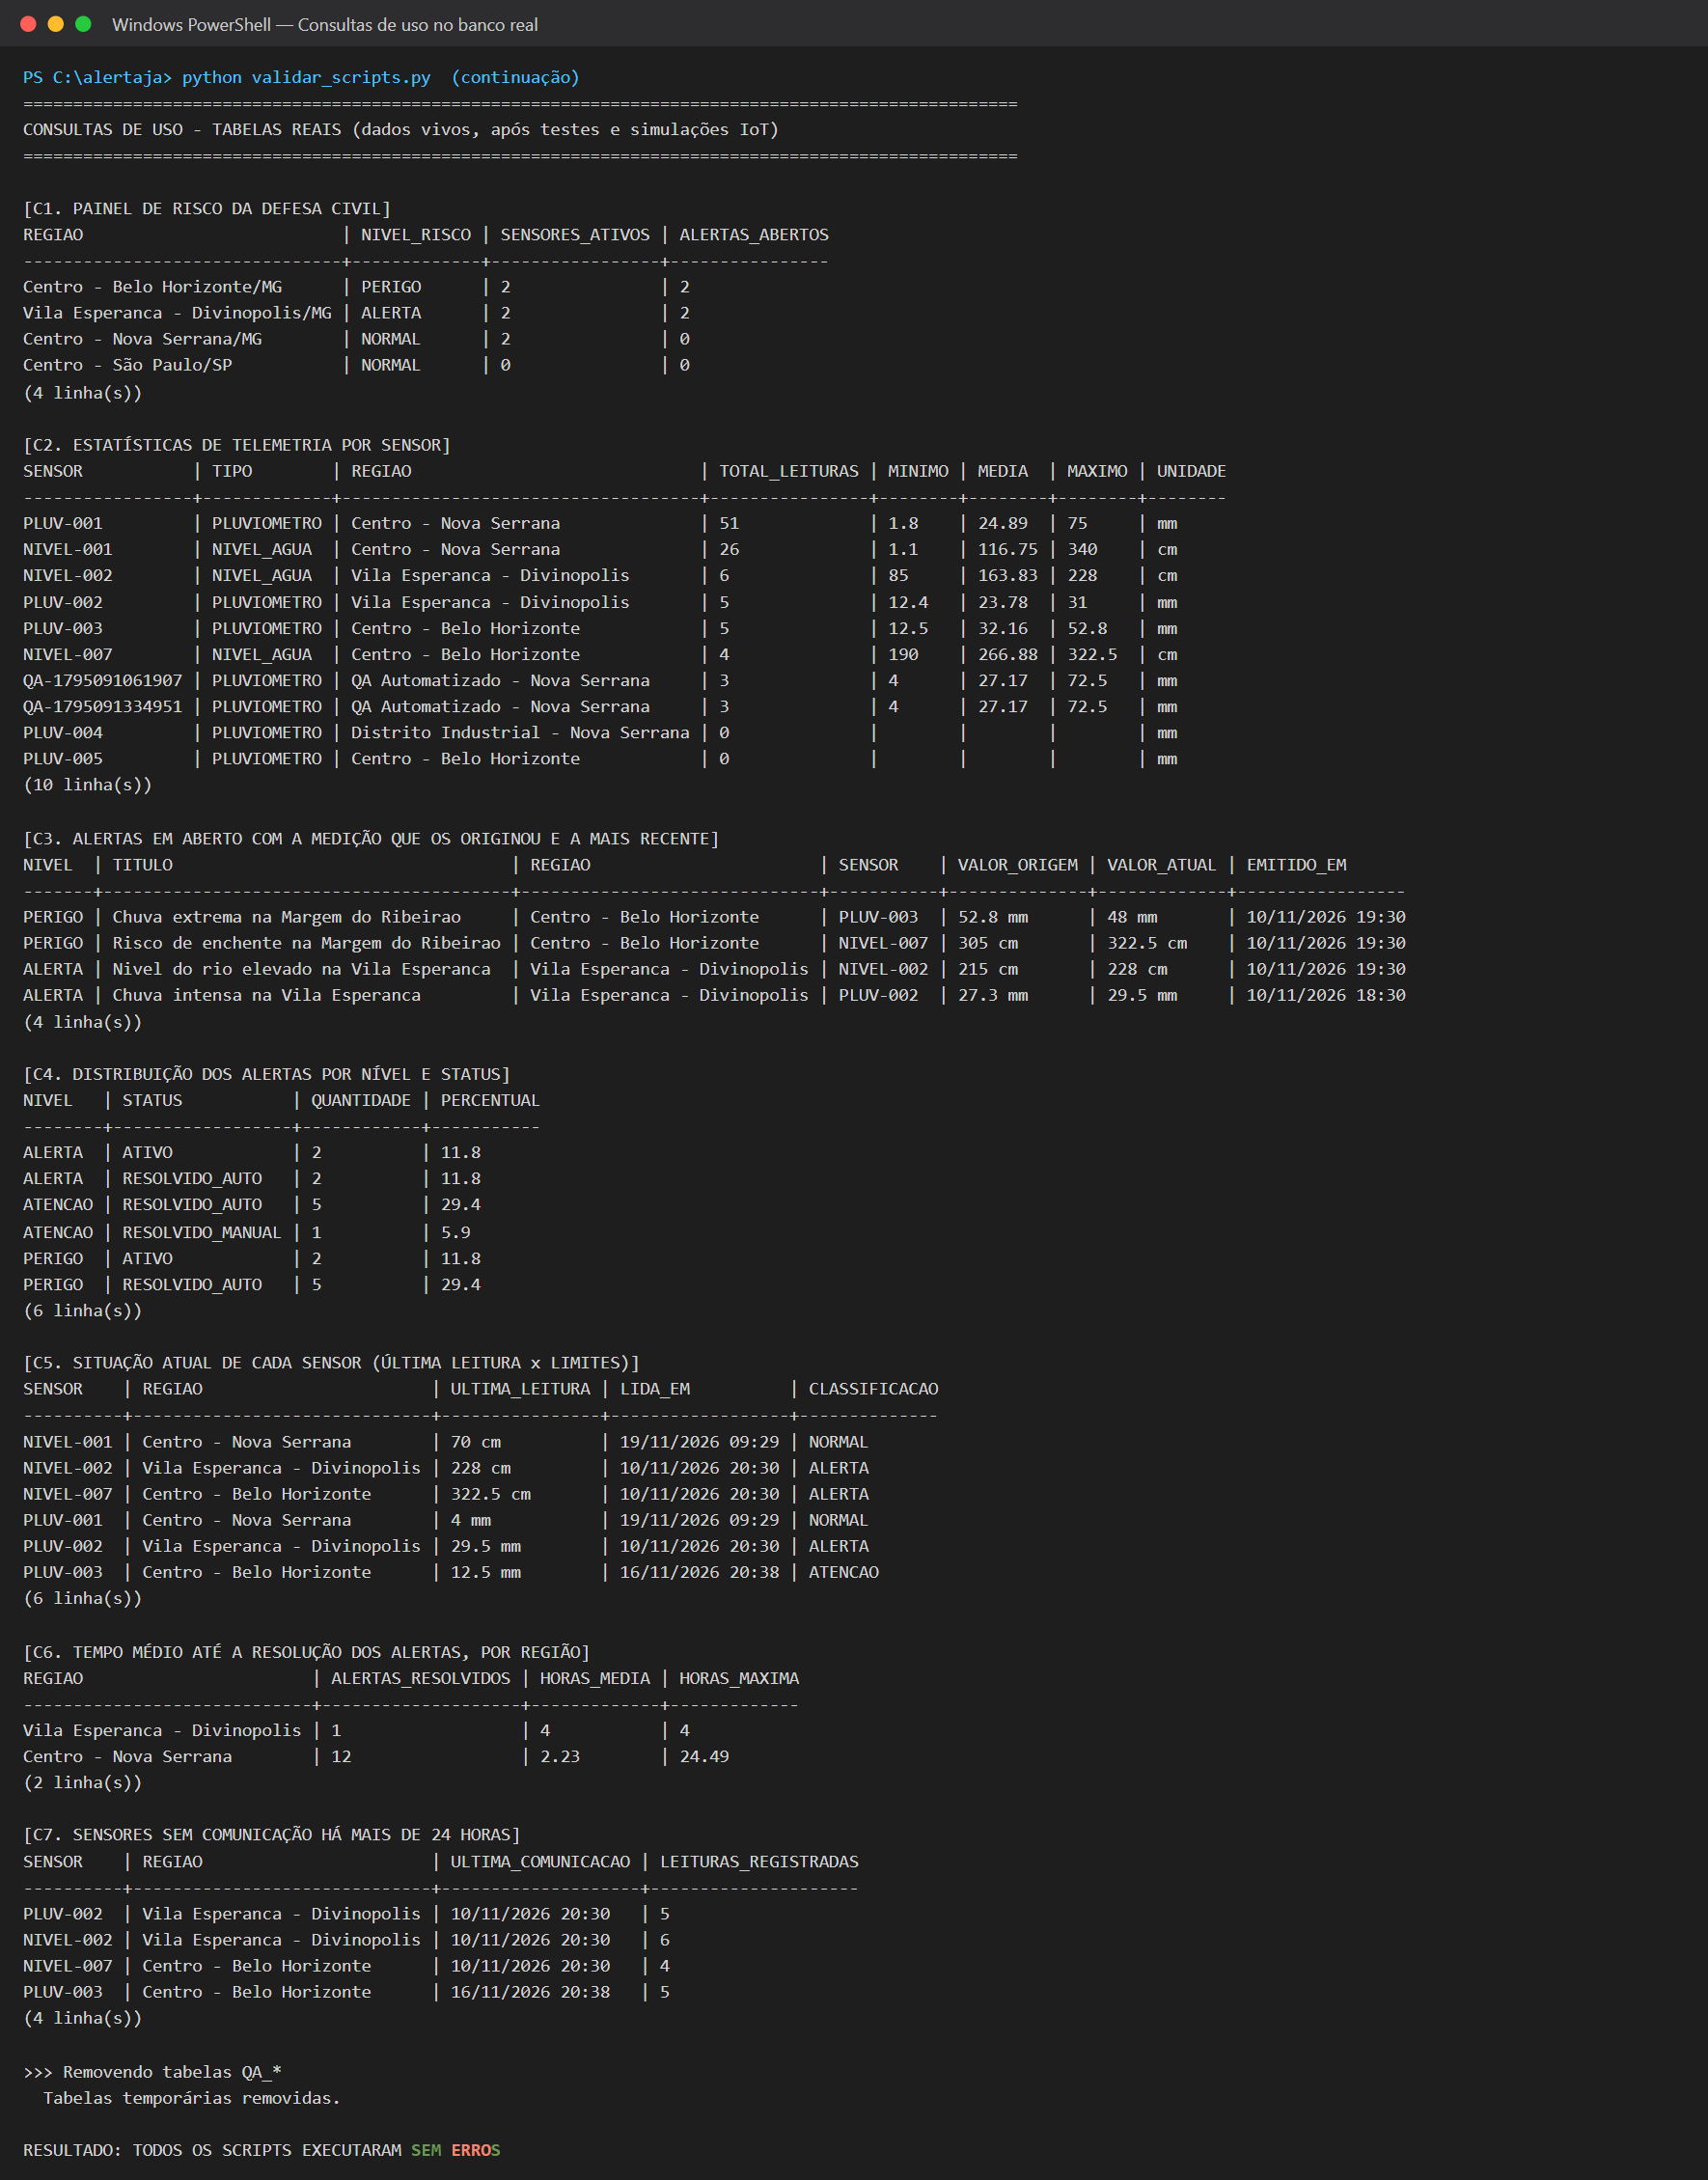 Windows PowerShell — Consultas de uso no banco real
PS C:\alertaja> python validar_scripts.py  (continuação)
====================================================================================================
CONSULTAS DE USO - TABELAS REAIS (dados vivos, após testes e simulações IoT)
====================================================================================================
[C1. PAINEL DE RISCO DA DEFESA CIVIL]
REGIAO                          | NIVEL_RISCO | SENSORES_ATIVOS | ALERTAS_ABERTOS
--------------------------------+-------------+-----------------+----------------
Centro - Belo Horizonte/MG      | PERIGO      | 2               | 2
Vila Esperanca - Divinopolis/MG | ALERTA      | 2               | 2
Centro - Nova Serrana/MG        | NORMAL      | 2               | 0
Centro - São Paulo/SP           | NORMAL      | 0               | 0
(4 linha(s))
[C2. ESTATÍSTICAS DE TELEMETRIA POR SENSOR]
SENSOR           | TIPO        | REGIAO                             | TOTAL_LEITURAS | MINIMO | MEDIA  | MAXIMO | UNIDADE
-----------------+-------------+------------------------------------+----------------+--------+--------+--------+--------
PLUV-001         | PLUVIOMETRO | Centro - Nova Serrana              | 51             | 1.8    | 24.89  | 75     | mm
NIVEL-001        | NIVEL_AGUA  | Centro - Nova Serrana              | 26             | 1.1    | 116.75 | 340    | cm
NIVEL-002        | NIVEL_AGUA  | Vila Esperanca - Divinopolis       | 6              | 85     | 163.83 | 228    | cm
PLUV-002         | PLUVIOMETRO | Vila Esperanca - Divinopolis       | 5              | 12.4   | 23.78  | 31     | mm
PLUV-003         | PLUVIOMETRO | Centro - Belo Horizonte            | 5              | 12.5   | 32.16  | 52.8   | mm
NIVEL-007        | NIVEL_AGUA  | Centro - Belo Horizonte            | 4              | 190    | 266.88 | 322.5  | cm
QA-1795091061907 | PLUVIOMETRO | QA Automatizado - Nova Serrana     | 3              | 4      | 27.17  | 72.5   | mm
QA-1795091334951 | PLUVIOMETRO | QA Automatizado - Nova Serrana     | 3              | 4      | 27.17  | 72.5   | mm
PLUV-004         | PLUVIOMETRO | Distrito Industrial - Nova Serrana | 0              |        |        |        | mm
PLUV-005         | PLUVIOMETRO | Centro - Belo Horizonte            | 0              |        |        |        | mm
(10 linha(s))
[C3. ALERTAS EM ABERTO COM A MEDIÇÃO QUE OS ORIGINOU E A MAIS RECENTE]
NIVEL  | TITULO                                  | REGIAO                       | SENSOR    | VALOR_ORIGEM | VALOR_ATUAL | EMITIDO_EM
-------+-----------------------------------------+------------------------------+-----------+--------------+-------------+-----------------
PERIGO | Chuva extrema na Margem do Ribeirao     | Centro - Belo Horizonte      | PLUV-003  | 52.8 mm      | 48 mm       | 10/11/2026 19:30
PERIGO | Risco de enchente na Margem do Ribeirao | Centro - Belo Horizonte      | NIVEL-007 | 305 cm       | 322.5 cm    | 10/11/2026 19:30
ALERTA | Nivel do rio elevado na Vila Esperanca  | Vila Esperanca - Divinopolis | NIVEL-002 | 215 cm       | 228 cm      | 10/11/2026 19:30
ALERTA | Chuva intensa na Vila Esperanca         | Vila Esperanca - Divinopolis | PLUV-002  | 27.3 mm      | 29.5 mm     | 10/11/2026 18:30
(4 linha(s))
[C4. DISTRIBUIÇÃO DOS ALERTAS POR NÍVEL E STATUS]
NIVEL   | STATUS           | QUANTIDADE | PERCENTUAL
--------+------------------+------------+-----------
ALERTA  | ATIVO            | 2          | 11.8
ALERTA  | RESOLVIDO_AUTO   | 2          | 11.8
ATENCAO | RESOLVIDO_AUTO   | 5          | 29.4
ATENCAO | RESOLVIDO_MANUAL | 1          | 5.9
PERIGO  | ATIVO            | 2          | 11.8
PERIGO  | RESOLVIDO_AUTO   | 5          | 29.4
(6 linha(s))
[C5. SITUAÇÃO ATUAL DE CADA SENSOR (ÚLTIMA LEITURA x LIMITES)]
SENSOR    | REGIAO                       | ULTIMA_LEITURA | LIDA_EM          | CLASSIFICACAO
----------+------------------------------+----------------+------------------+--------------
NIVEL-001 | Centro - Nova Serrana        | 70 cm          | 19/11/2026 09:29 | NORMAL
NIVEL-002 | Vila Esperanca - Divinopolis | 228 cm         | 10/11/2026 20:30 | ALERTA
NIVEL-007 | Centro - Belo Horizonte      | 322.5 cm       | 10/11/2026 20:30 | ALERTA
PLUV-001  | Centro - Nova Serrana        | 4 mm           | 19/11/2026 09:29 | NORMAL
PLUV-002  | Vila Esperanca - Divinopolis | 29.5 mm        | 10/11/2026 20:30 | ALERTA
PLUV-003  | Centro - Belo Horizonte      | 12.5 mm        | 16/11/2026 20:38 | ATENCAO
(6 linha(s))
[C6. TEMPO MÉDIO ATÉ A RESOLUÇÃO DOS ALERTAS, POR REGIÃO]
REGIAO                       | ALERTAS_RESOLVIDOS | HORAS_MEDIA | HORAS_MAXIMA
-----------------------------+--------------------+-------------+-------------
Vila Esperanca - Divinopolis | 1                  | 4           | 4
Centro - Nova Serrana        | 12                 | 2.23        | 24.49
(2 linha(s))
[C7. SENSORES SEM COMUNICAÇÃO HÁ MAIS DE 24 HORAS]
SENSOR    | REGIAO                       | ULTIMA_COMUNICACAO | LEITURAS_REGISTRADAS
----------+------------------------------+--------------------+---------------------
PLUV-002  | Vila Esperanca - Divinopolis | 10/11/2026 20:30   | 5
NIVEL-002 | Vila Esperanca - Divinopolis | 10/11/2026 20:30   | 6
NIVEL-007 | Centro - Belo Horizonte      | 10/11/2026 20:30   | 4
PLUV-003  | Centro - Belo Horizonte      | 16/11/2026 20:38   | 5
(4 linha(s))
>>> Removendo tabelas QA_*
  Tabelas temporárias removidas.
RESULTADO: TODOS OS SCRIPTS EXECUTARAM SEM ERROS